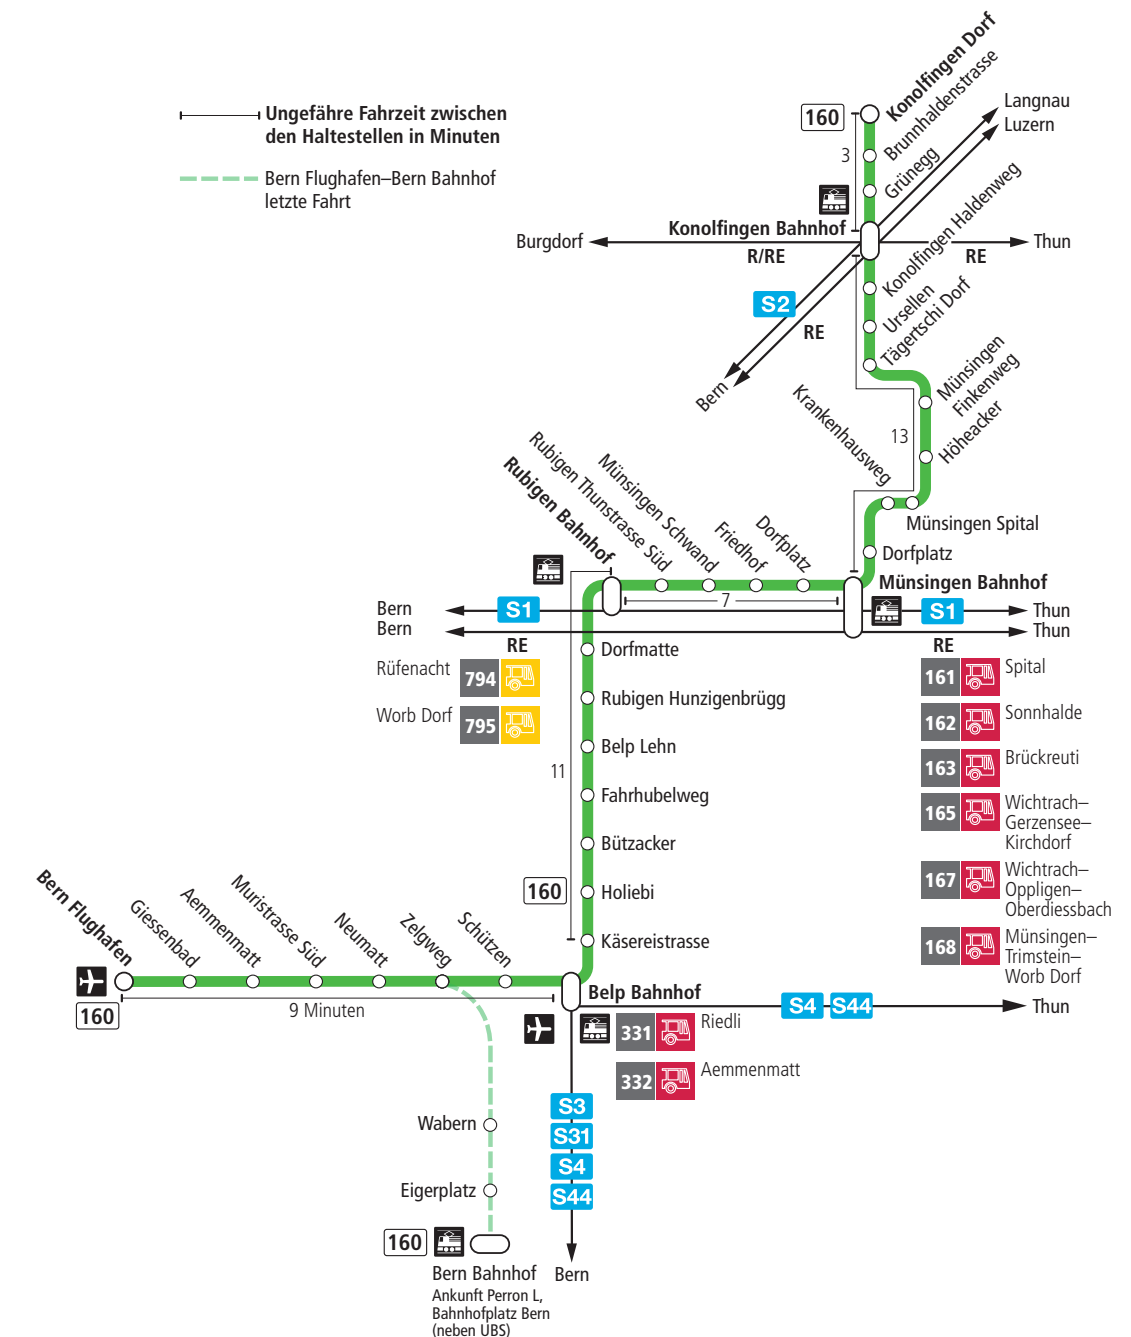 Ungefähre Fahrzeit zwischen
den Haltestellen in Minuten
Bern Flughafen–Bern Bahnhof
letzte Fahrt
160
Konolfingen Dorf
Brunnhaldenstrasse
Grünegg
3
Langnau
Luzern
Konolfingen Bahnhof
Burgdorf
R/RE
RE
Thun
Konolfingen Haldenweg
S2
RE
Bern
Ursellen
Tägertschi Dorf
Münsingen
Finkenweg
Höheacker
13
Krankenhausweg
Münsingen Spital
Dorfplatz
Münsingen Bahnhof
Rubigen Bahnhof
Rubigen Thunstrasse Süd
Münsingen Schwand
Friedhof
Dorfplatz
7
Bern
S1
S1
Thun
Bern
RE
RE
Thun
Rüfenacht
794
Worb Dorf
795
161
Spital
162
Sonnhalde
163
Brückreuti
165
Wichtrach–
Gerzensee–
Kirchdorf
167
Wichtrach–
Oppligen–
Oberdiessbach
168
Münsingen–
Trimstein–
Worb Dorf
Dorfmatte
Rubigen Hunzigenbrügg
Belp Lehn
11
Fahrhubelweg
Bützacker
160
Holiebi
Käsereistrasse
Bern Flughafen
Giessenbad
Aemmenmatt
Muristrasse Süd
Neumatt
Zelgweg
Schützen
160
9 Minuten
Belp Bahnhof
S4
S44
Thun
331
Riedli
332
Aemmenmatt
S3
S31
S4
S44
Bern
Wabern
Eigerplatz
160
Bern Bahnhof
Ankunft Perron L,
Bahnhofplatz Bern
(neben UBS)